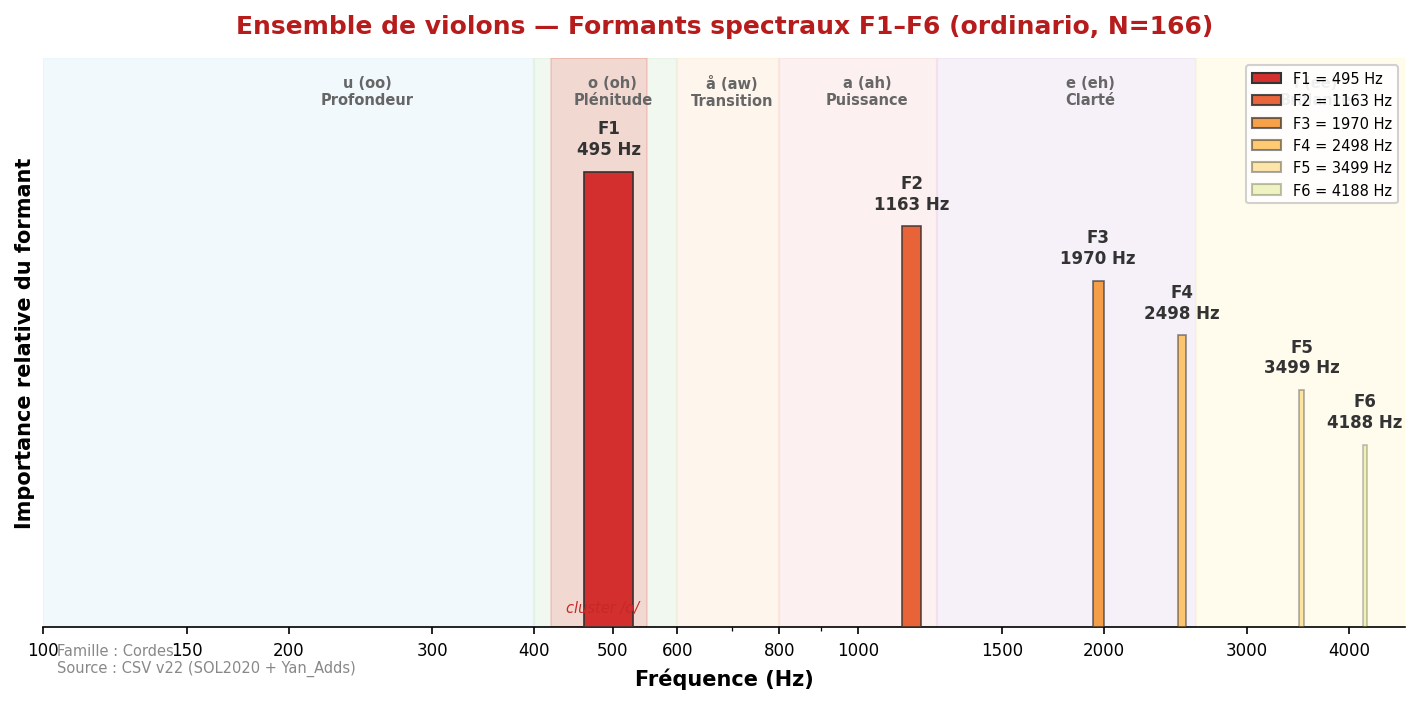 Ensemble de violons — Formants spectraux F1–F6 (ordinario, N=166)
u (oo)
Profondeur
o (oh)
Plénitude
å (aw)
Transition
a (ah)
Puissance
e (eh)
Clarté
F1 = 495 Hz
F2 = 1163 Hz
F3 = 1970 Hz
F4 = 2498 Hz
F5 = 3499 Hz
F6 = 4188 Hz
F1
495 Hz
F2
1163 Hz
F3
1970 Hz
F4
2498 Hz
F5
3499 Hz
F6
4188 Hz
Importance relative du formant
cluster /o/
100 150 200 300 400 500 600 800 1000 1500 2000 3000 4000
Famille : Cordes
Source : CSV v22 (SOL2020 + Yan_Adds)
Fréquence (Hz)